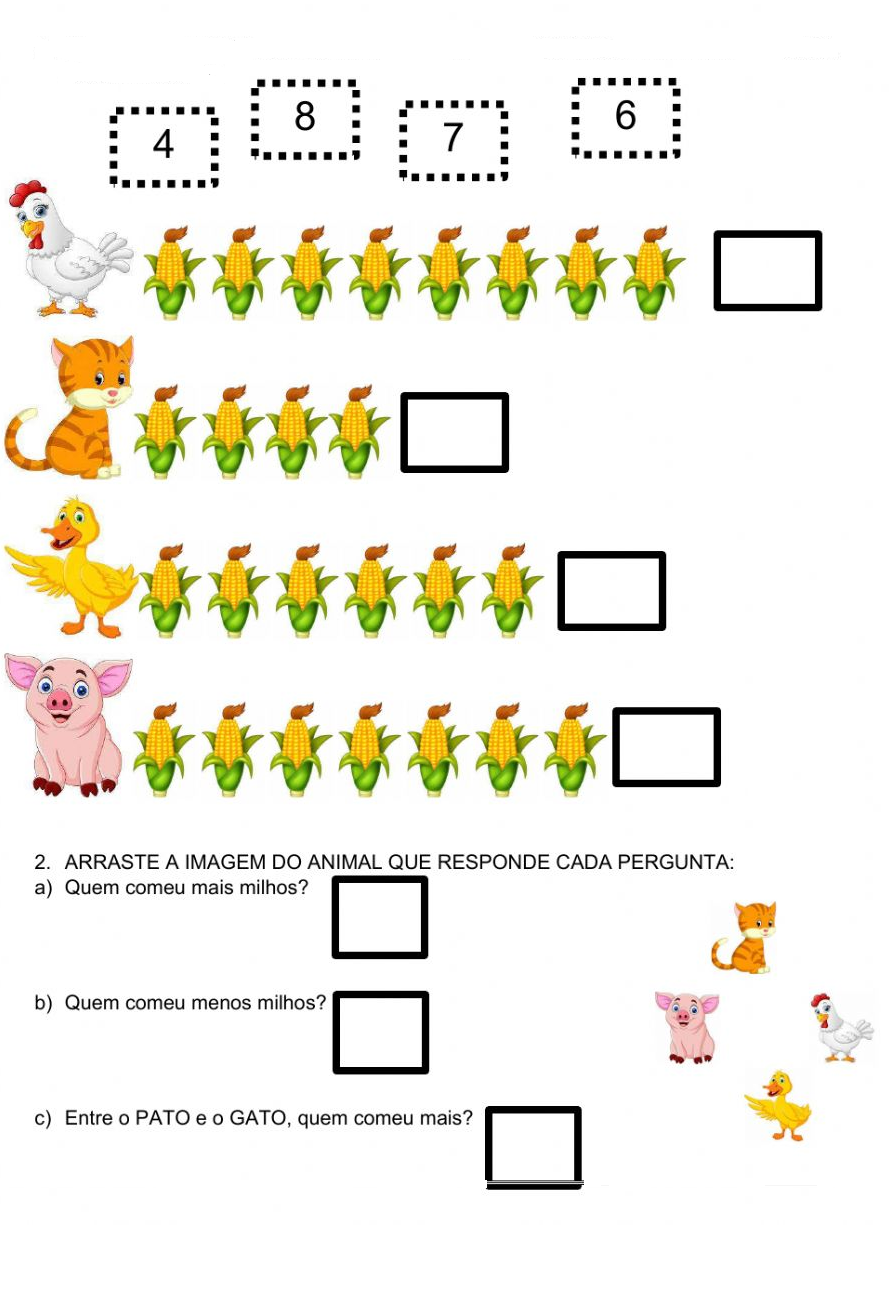 4 8 7 6
2. ARRASTE A IMAGEM DO ANIMAL QUE RESPONDE CADA PERGUNTA:
a) Quem comeu mais milhos?
b) Quem comeu menos milhos?
c) Entre o PATO e o GATO, quem comeu mais?